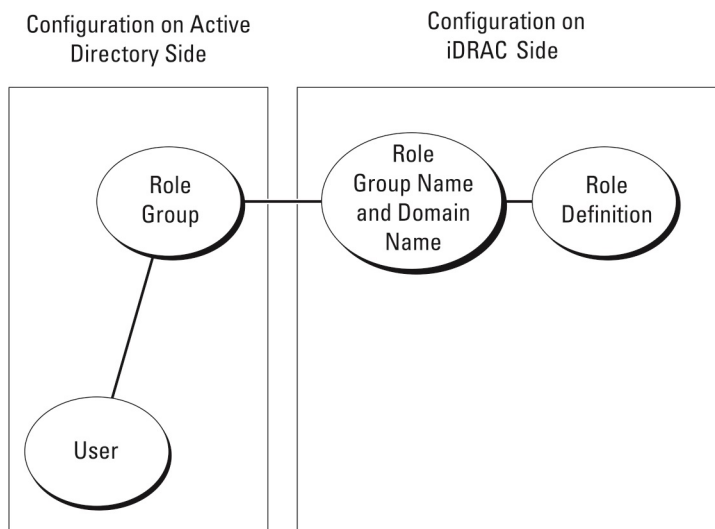 Configuration on Active
Directory Side
Configuration on
iDRAC Side
Role
Group
Role
Group Name
and Domain
Name
Role
Definition
User